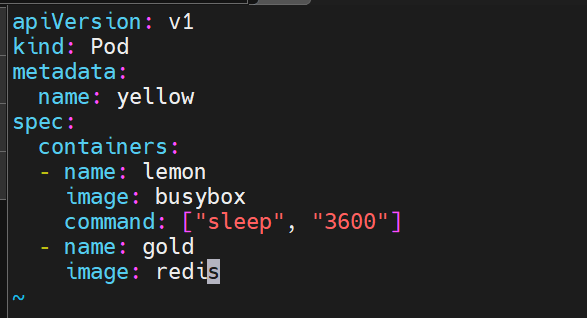 apiVersion: v1
kind: Pod
metadata:
  name: yellow
spec:
  containers:
  - name: lemon
    image: busybox
    command: ["sleep", "3600"]
  - name: gold
    image: redis
~